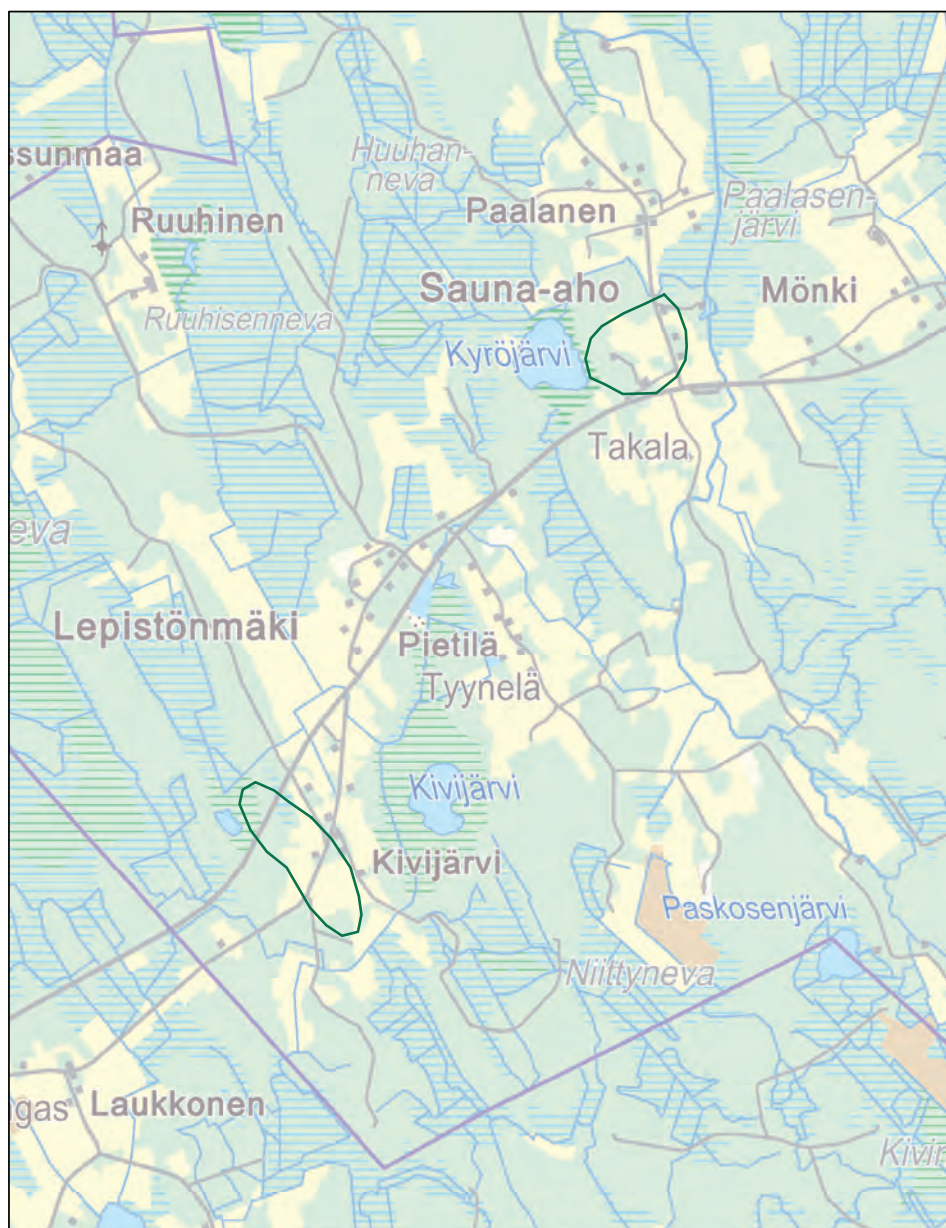 ssunmaa
Huuhan-
neva
Ruuhinen
Paalanen
Paalasen-
järvi
Sauna-aho
Mönki
Ruuhisenneva
Kyröjärvi
Takala
eva
Lepistönmäki
Pietilä
Tyynelä
Kivijärvi
Kivijärvi
Paskosenjärvi
Niittyneva
gas
Laukkonen
Kivir